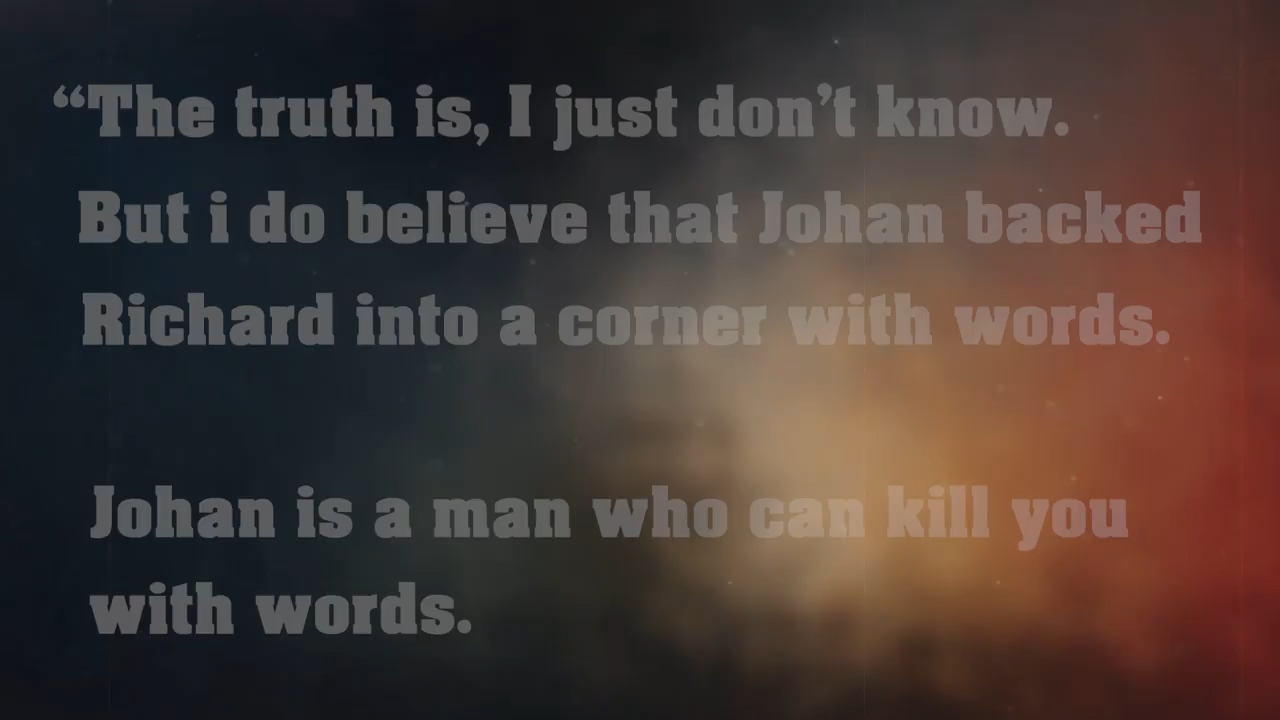 “The truth is, I just don’t know.
But i do believe that Johan backed
Richard into a corner with words.
Johan is a man who can kill you
with words.